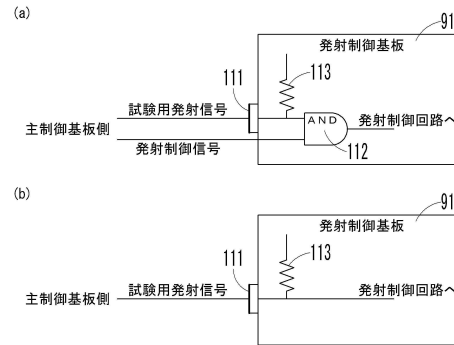 (a)
91
発射制御基板
113
111
試験用発射信号
AND
発射制御回路へ
主制御基板側
発射制御信号
112
(b)
91
発射制御基板
113
111
試験用発射信号
発射制御回路へ
主制御基板側